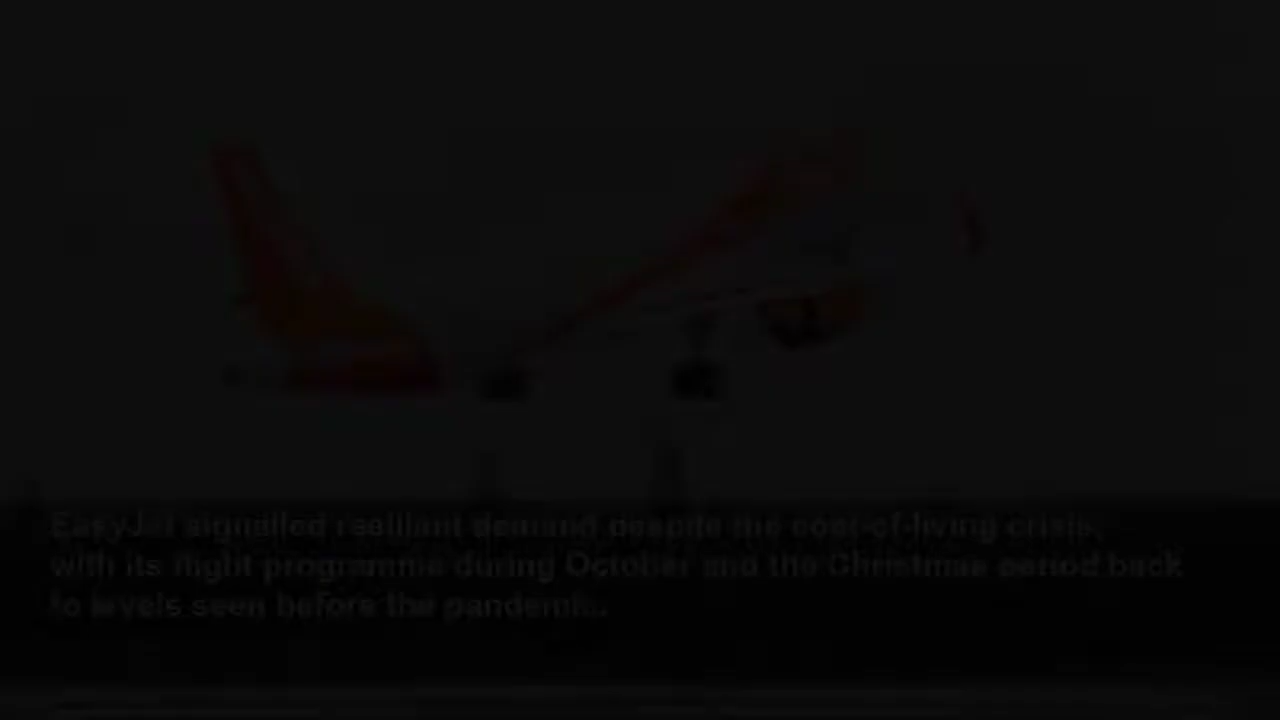 EasyJet signalled resilient demand despite the cost-of-living crisis,
with its flight programme during October and the Christmas period back
to levels seen before the pandemic.